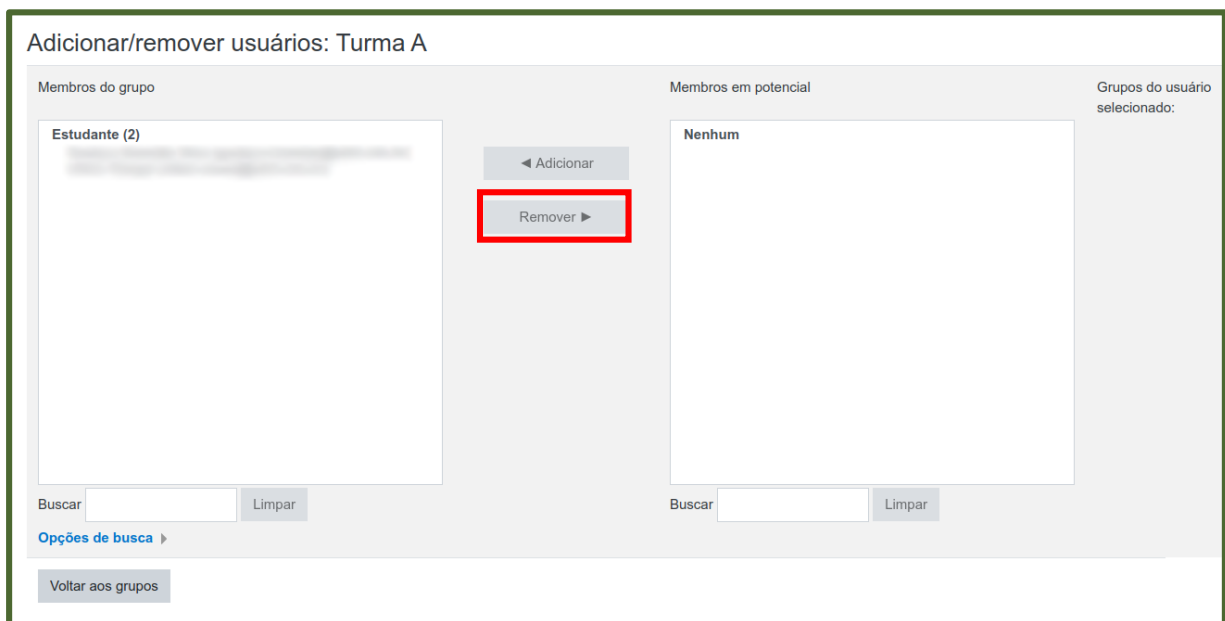 Adicionar/remover usuários: Turma A
Membros do grupo
Estudante (2)
◄ Adicionar
Remover ►
Membros em potencial
Nenhum
Grupos do usuário
selecionado:
Buscar
Limpar
Buscar
Limpar
Opções de busca
Voltar aos grupos